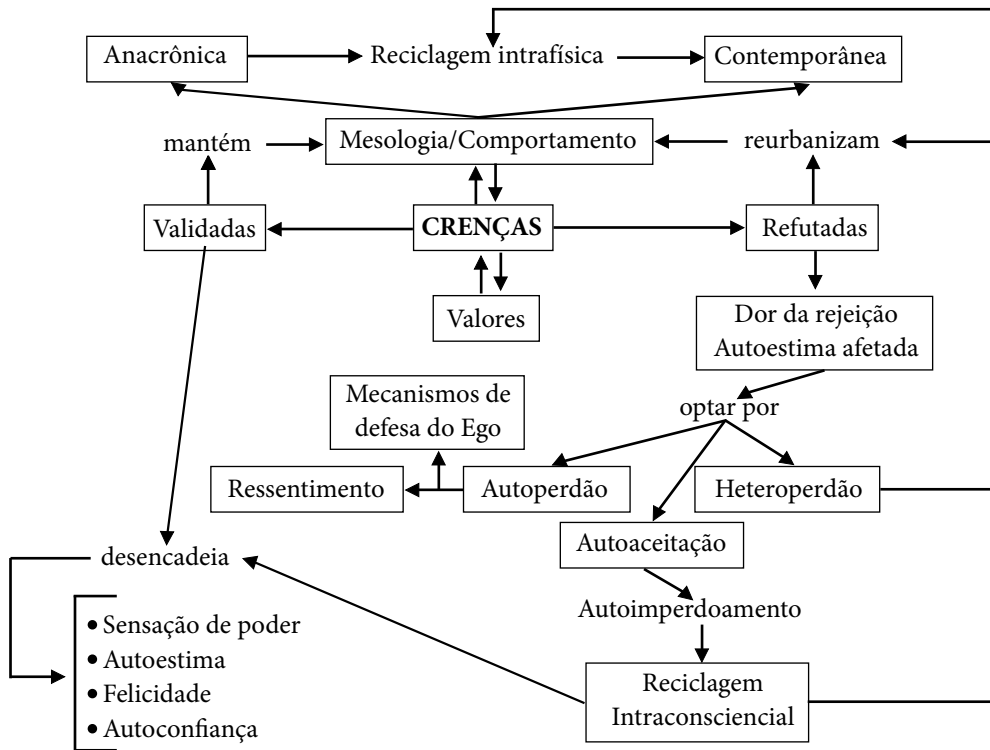 Anacrônica
Reciclagem intrafísica
Contemporânea
mantém
Mesologia/Comportamento
reurbanizam
Validadas
CRENÇAS
Refutadas
Valores
Dor da rejeição
Autoestima afetada
Mecanismos de
defesa do Ego
optar por
Ressentimento
Autoperdão
Heteroperdão
Autoaceitação
desencadeia
Autoimperdoamento
• Sensação de poder
• Autoestima
• Felicidade
• Autoconfiança
Reciclagem
Intraconsciencial